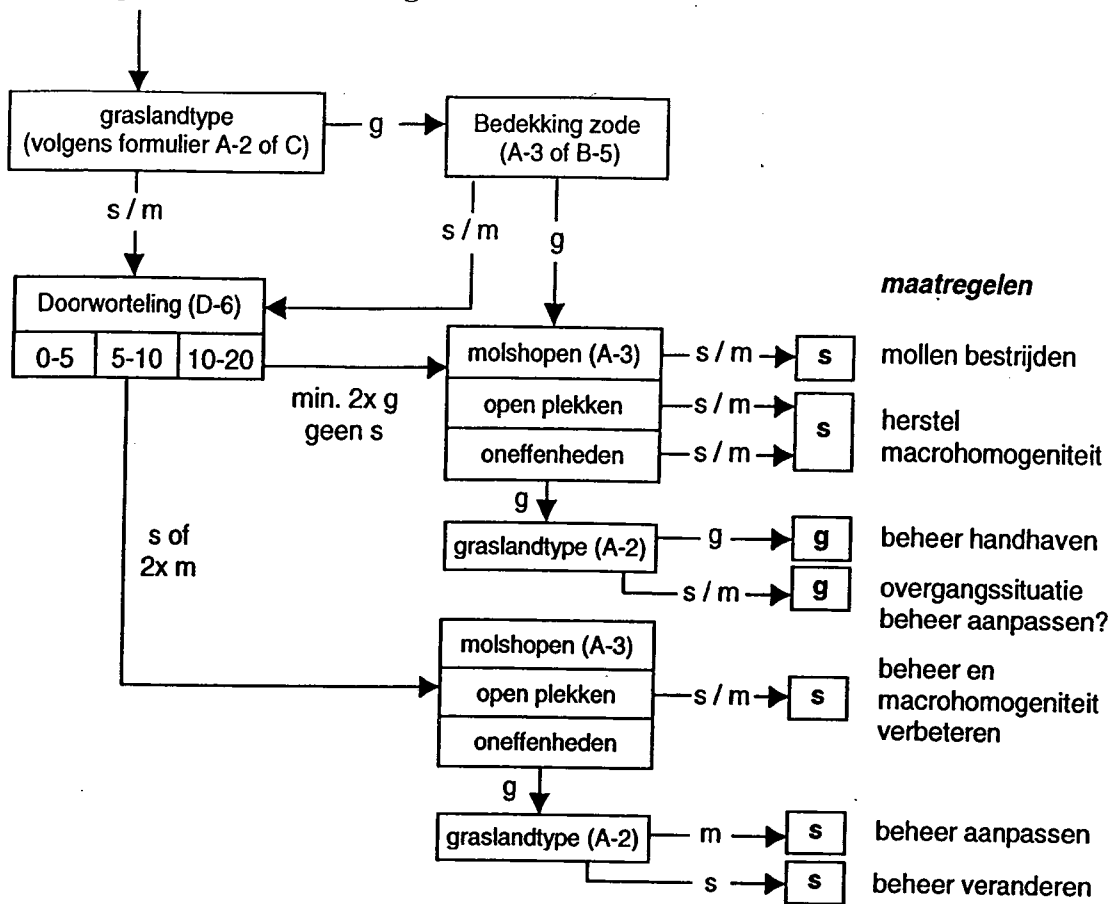 graslandtype
(volgens formulier A-2 of C)
g
Bedekking zode
(A-3 of B-5)
s / m
s / m
g
Doorworteling (D-6)
0-5 5-10 10-20
min. 2x g
geen s
maatregelen
molshopen (A-3) s / m s mollen bestrijden
open plekken s / m s herstel
oneffenheden s / m macrohomogeniteit
g
graslandtype (A-2) g g beheer handhaven
s / m g overgangssituatie
beheer aanpassen?
s of
2x m
molshopen (A-3)
open plekken s / m s beheer en
macrohomogeniteit
verbeteren
oneffenheden
g
graslandtype (A-2) m s beheer aanpassen
s s beheer veranderen